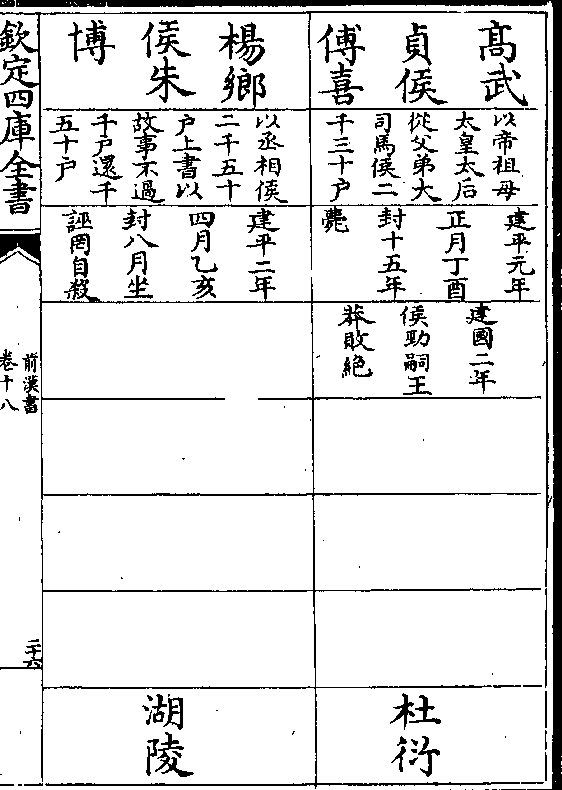 高武
貞侯
傅喜
以帝祖母
太皇太后
從父弟大
司馬侯二
千三十户
建平元年
正月丁酉
封十五年
薨
建國二年
侯勁嗣王
莽敗絕
杜衍
楊鄉
侯朱
博
以丞相侯
二千五十
户上書以
故事不過
千户還千
五十户
建平二年
四月乙亥
封八月坐
誣罔自殺
湖陵
欽定四庫全書
前漢書
卷十八
二十六